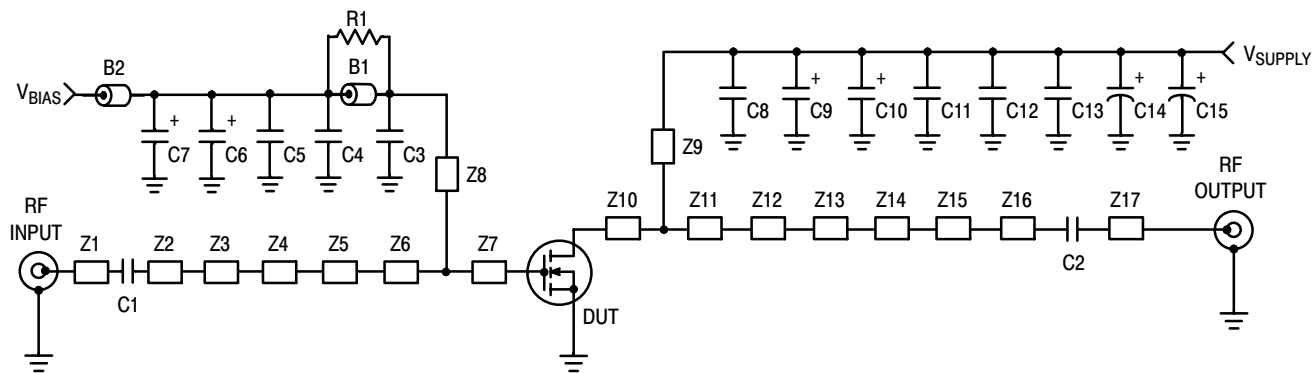 R1
B2
B1
V_BIAS
V_SUPPLY
+
+
+
+
+
+
C7
C6
C5
C4
C3
C8
C9
C10
C11
C12
C13
C14
C15
Z8
Z9
RF
INPUT
RF
OUTPUT
Z1
Z2
Z3
Z4
Z5
Z6
Z7
Z10
Z11
Z12
Z13
Z14
Z15
Z16
Z17
C1
C2
DUT